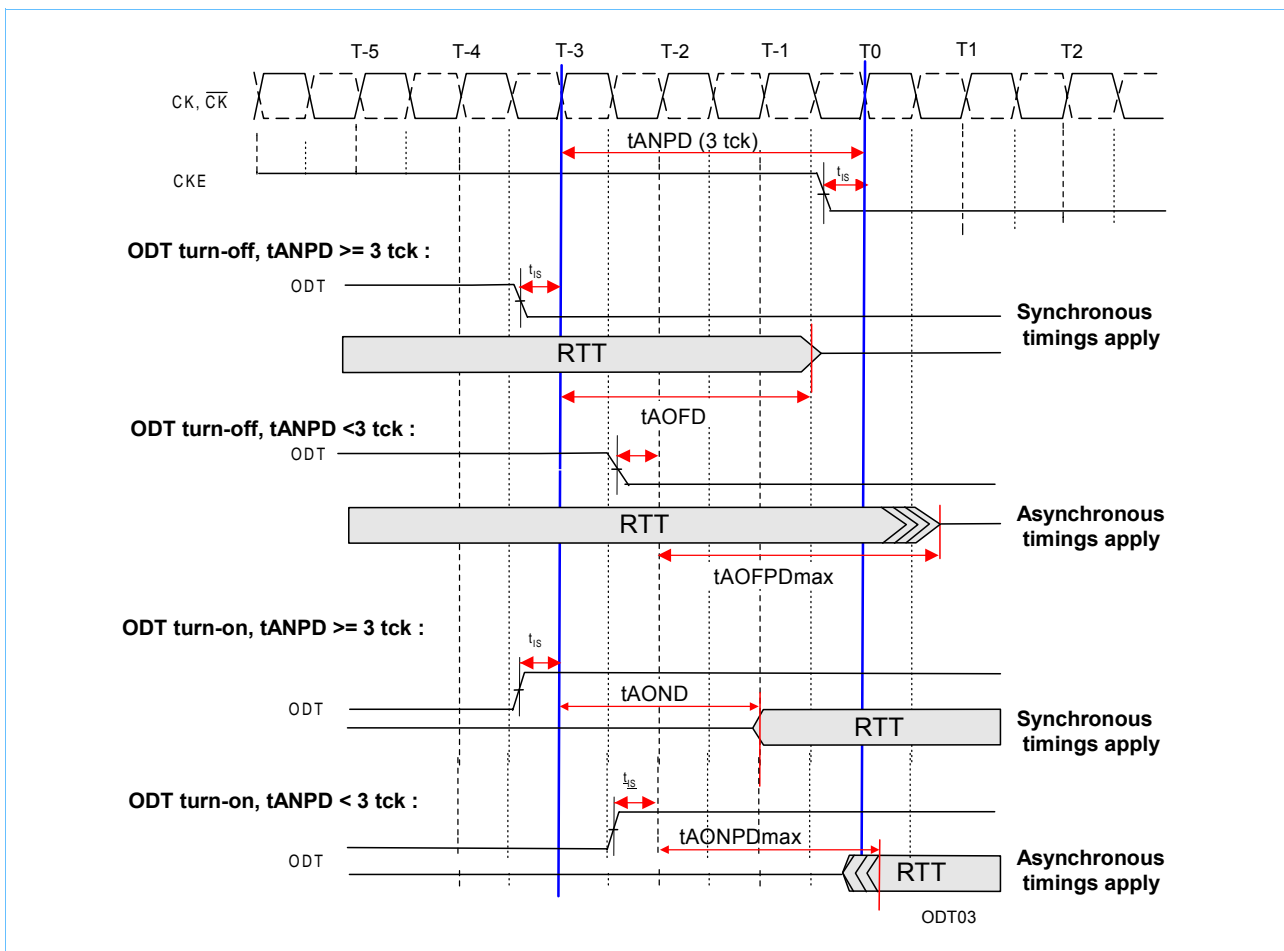 T-5 T-4 T-3 T-2 T-1 T0 T1 T2
CK, C̅K̅
tANPD (3 tck)
CKE
tIS
ODT turn-off, tANPD >= 3 tck :
tIS
ODT
Synchronous
timings apply
RTT
tAOFD
ODT turn-off, tANPD <3 tck :
ODT
RTT
Asynchronous
timings apply
tAOFPDmax
ODT turn-on, tANPD >= 3 tck :
tIS
tAOND
ODT
RTT
Synchronous
timings apply
tIS
ODT turn-on, tANPD < 3 tck :
tAONPDmax
ODT
RTT
Asynchronous
timings apply
ODT03